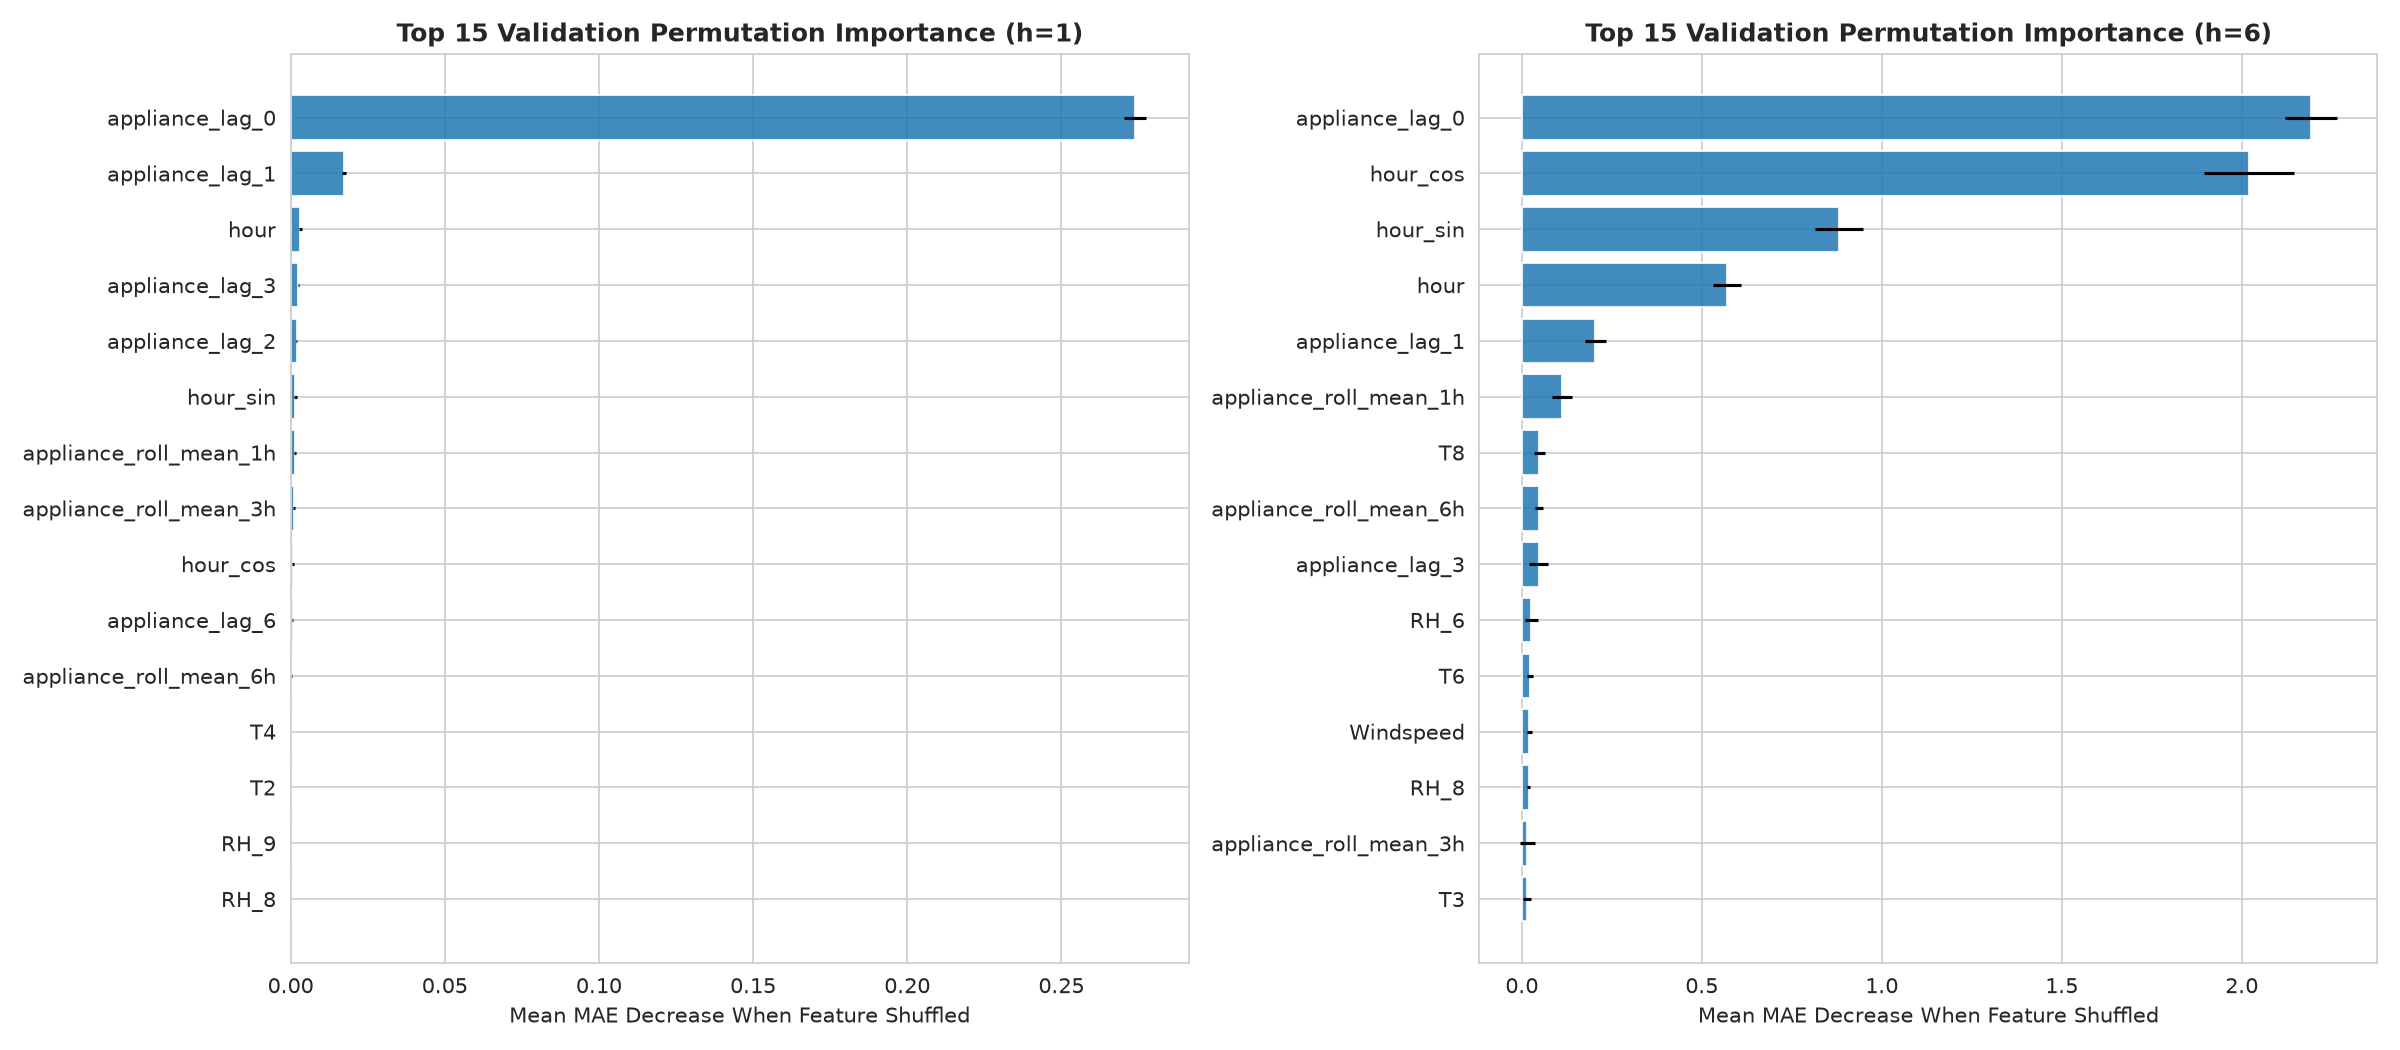 Top 15 Validation Permutation Importance (h=1)
appliance_lag_0
appliance_lag_1
hour
appliance_lag_3
appliance_lag_2
hour_sin
appliance_roll_mean_1h
appliance_roll_mean_3h
hour_cos
appliance_lag_6
appliance_roll_mean_6h
T4
T2
RH_9
RH_8
0.00 0.05 0.10 0.15 0.20 0.25
Mean MAE Decrease When Feature Shuffled
Top 15 Validation Permutation Importance (h=6)
appliance_lag_0
hour_cos
hour_sin
hour
appliance_lag_1
appliance_roll_mean_1h
T8
appliance_roll_mean_6h
appliance_lag_3
RH_6
T6
Windspeed
RH_8
appliance_roll_mean_3h
T3
0.0 0.5 1.0 1.5 2.0
Mean MAE Decrease When Feature Shuffled